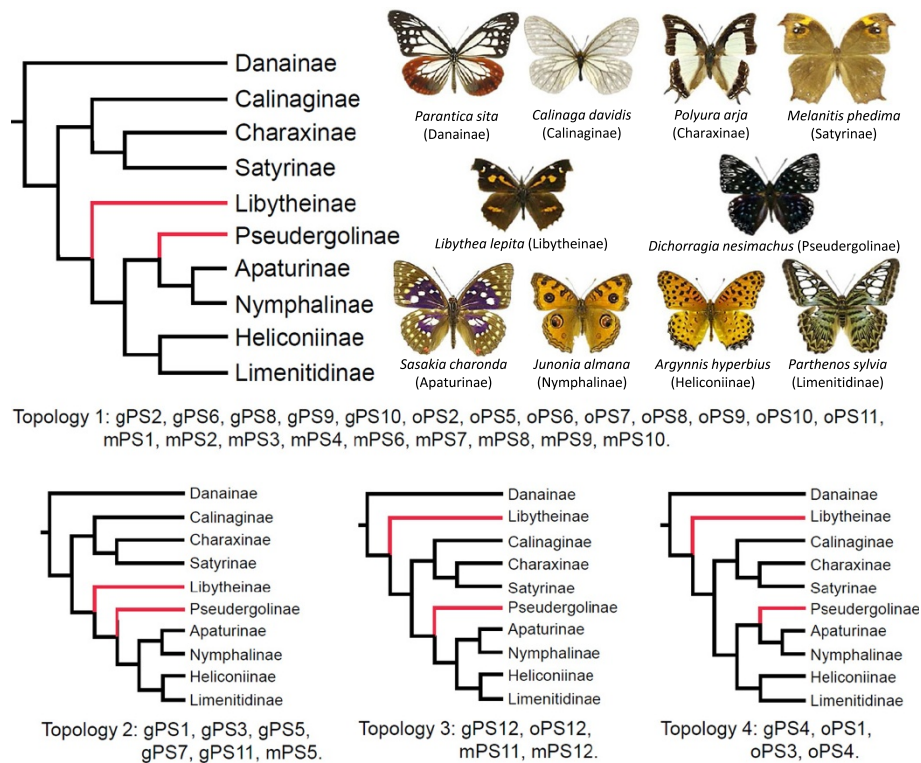 Danainae
Calinaginae
Charaxinae
Satyrinae
Libytheinae
Pseudergolinae
Apaturinae
Nymphalinae
Heliconiinae
Limenitidinae
Parantica sita
(Danainae)
Calinaga davidis
(Calinaginae)
Polyura arja
(Charaxinae)
Melanitis phedima
(Satyrinae)
Libythea lepita (Libytheinae)
Dichorragia nesimachus (Pseudergolinae)
Sasakia charonda
(Apaturinae)
Junonia almana
(Nymphalinae)
Argynnis hyperbius
(Heliconiinae)
Parthenos sylvia
(Limenitidinae)
Topology 1: gPS2, gPS6, gPS8, gPS9, gPS10, oPS2, oPS5, oPS6, oPS7, oPS8, oPS9, oPS10, oPS11,
mPS1, mPS2, mPS3, mPS4, mPS6, mPS7, mPS8, mPS9, mPS10.
Danainae
Calinaginae
Charaxinae
Satyrinae
Libytheinae
Pseudergolinae
Apaturinae
Nymphalinae
Heliconiinae
Limenitidinae
Topology 2: gPS1, gPS3, gPS5,
gPS7, gPS11, mPS5.
Danainae
Libytheinae
Calinaginae
Charaxinae
Satyrinae
Pseudergolinae
Apaturinae
Nymphalinae
Heliconiinae
Limenitidinae
Topology 3: gPS12, oPS12,
mPS11, mPS12.
Danainae
Libytheinae
Calinaginae
Charaxinae
Satyrinae
Pseudergolinae
Apaturinae
Nymphalinae
Heliconiinae
Limenitidinae
Topology 4: gPS4, oPS1,
oPS3, oPS4.